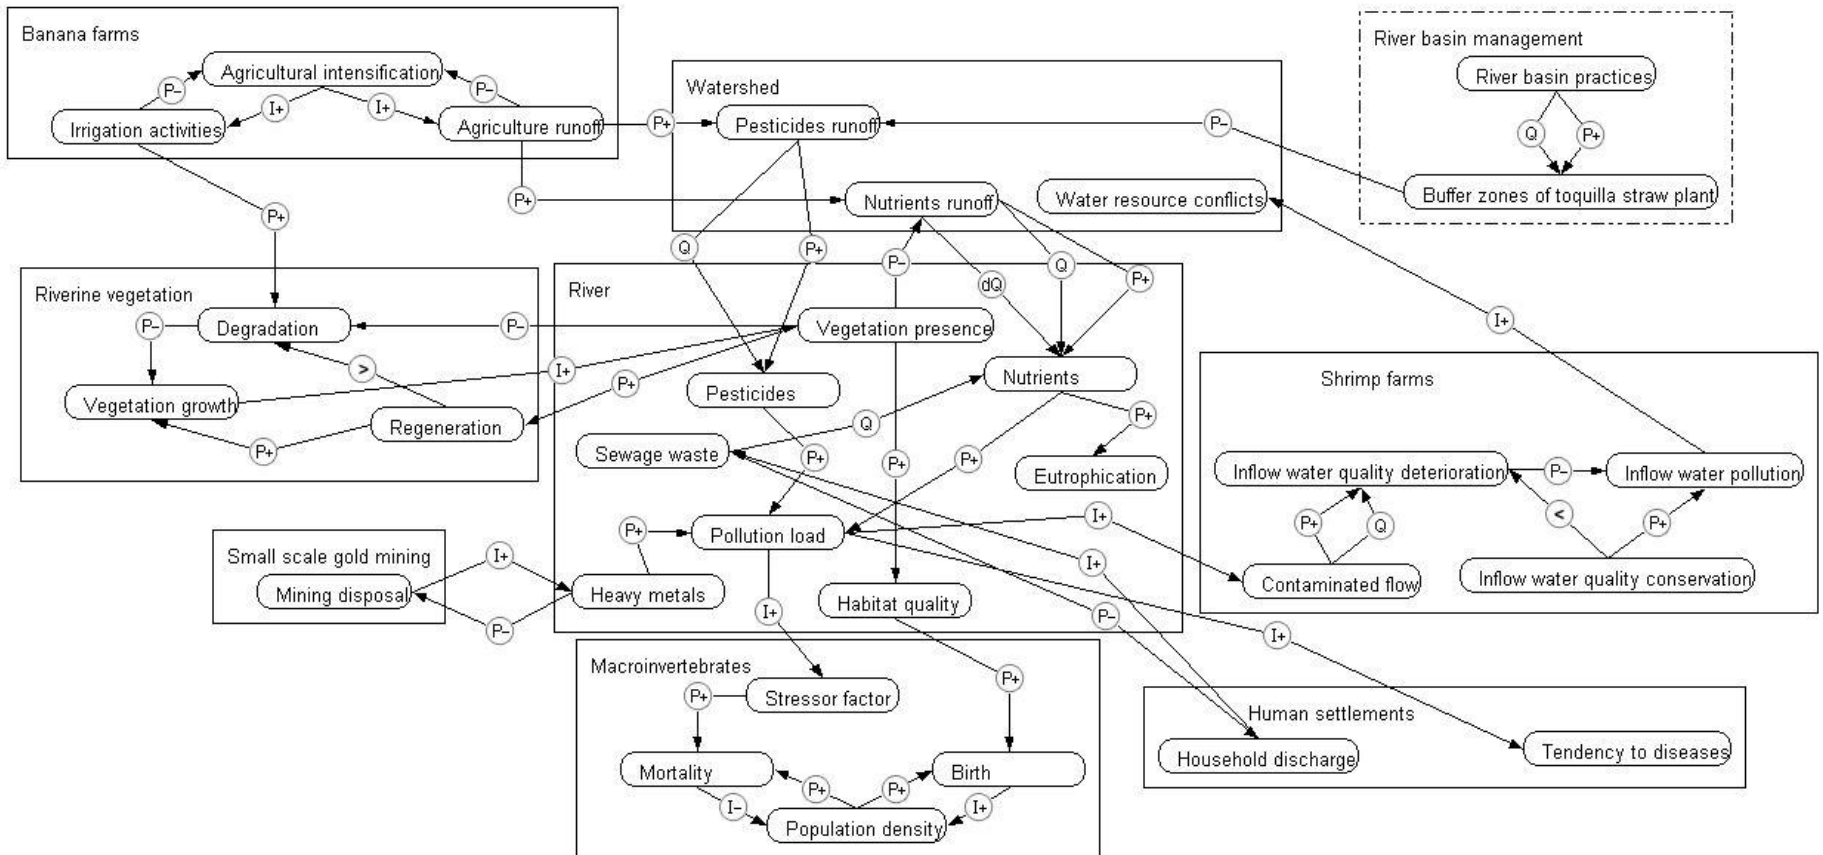 Banana farms
Agricultural intensification
P-
I+
I+
P-
Irrigation activities
Agriculture runoff
P+
P+
P+
Watershed
Pesticides runoff
P-
Nutrients runoff
Water resource conflicts
Q
P+
P-
dQ
Q
P+
River basin management
River basin practices
Q
P+
Buffer zones of toquilla straw plant
Riverine vegetation
Degradation
P-
P-
>
I+
P+
Vegetation growth
Regeneration
P+
River
Vegetation presence
Pesticides
Nutrients
Q
P+
Sewage waste
P+
P+
P+
Eutrophication
Pollution load
P+
I+
Heavy metals
I+
Habitat quality
I+
P-
I+
Small scale gold mining
Mining disposal
I+
P-
I+
Shrimp farms
Inflow water quality deterioration
P-
Inflow water pollution
P+
Q
<
P+
Contaminated flow
Inflow water quality conservation
Macroinvertebrates
P+
Stressor factor
P+
Mortality
Birth
P+
P+
I-
I+
Population density
Human settlements
Household discharge
Tendency to diseases